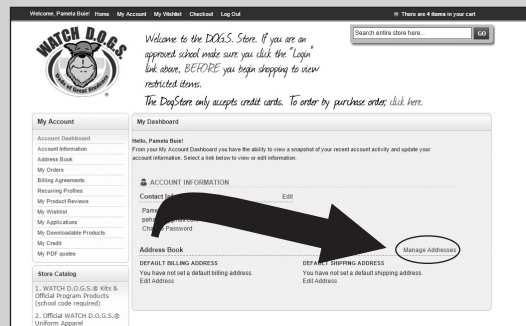 Welcome, Pamela Buie! Home My Account My Wishlist Checkout Log Out
There are 4 items in your cart
Search entire store here... GO
WATCH D.O.G.S.
Dads of Great Students
Welcome to the D.O.G.S. Store. If you are an
approved school make sure you click the "Login"
link above, BEFORE you begin shopping to view
restricted items.
The DogStore only accepts credit cards. To order by purchase order, click here.
My Account
Account Dashboard
Account Information
Address Book
My Orders
Billing Agreements
Recurring Profiles
My Product Reviews
My Wishlist
My Applications
My Downloadable Products
My Credit
My PDF quotes
Store Catalog
1. WATCH D.O.G.S.® Kits &
Official Program Products
(school code required)
2. Official WATCH D.O.G.S.®
Uniform Apparel
My Dashboard
Hello, Pamela Buie!
From your My Account Dashboard you have the ability to view a snapshot of your recent account activity and update your
account information. Select a link below to view or edit information.
ACCOUNT INFORMATION
Contact Edit
Password
Address Book Manage Addresses
DEFAULT BILLING ADDRESS
You have not set a default billing address.
Edit Address
DEFAULT SHIPPING ADDRESS
You have not set a default shipping address.
Edit Address